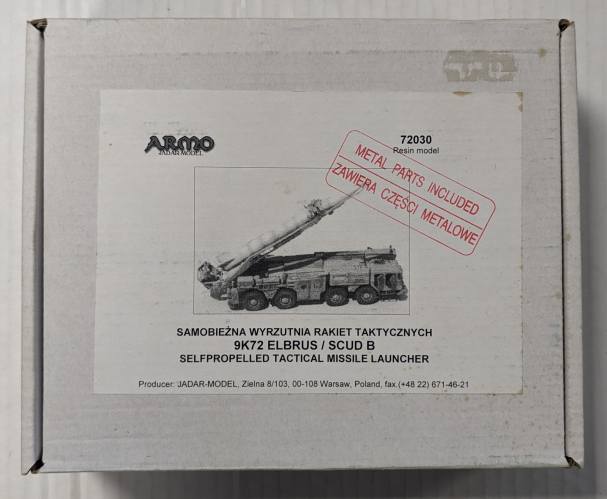 ARMO
JADAR MODEL
72030
Resin model
METAL PARTS INCLUDED
ZAWIERA CZĘŚCI METALOWE
SAMOBIEŻNA WYRZUTNIA RAKIET TAKTYCZNYCH
9K72 ELBRUS / SCUD B
SELFPROPELLED TACTICAL MISSILE LAUNCHER
Producer: JADAR-MODEL, Zielna 8/103, 00-108 Warsaw, Poland, fax.(+48 22) 671-46-21